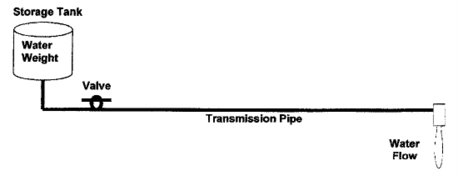 Storage Tank
Water
Weight
Valve
Transmission Pipe
Water
Flow